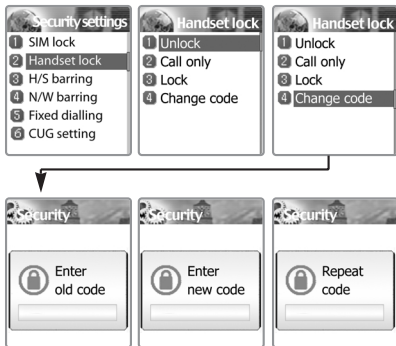 Security settings
1 SIM lock
2 Handset lock
3 H/S barring
4 N/W barring
5 Fixed dialling
6 CUG setting
Handset lock
1 Unlock
2 Call only
3 Lock
4 Change code
Handset lock
1 Unlock
2 Call only
3 Lock
4 Change code
Security
Enter
old code
Security
Enter
new code
Security
Repeat
code